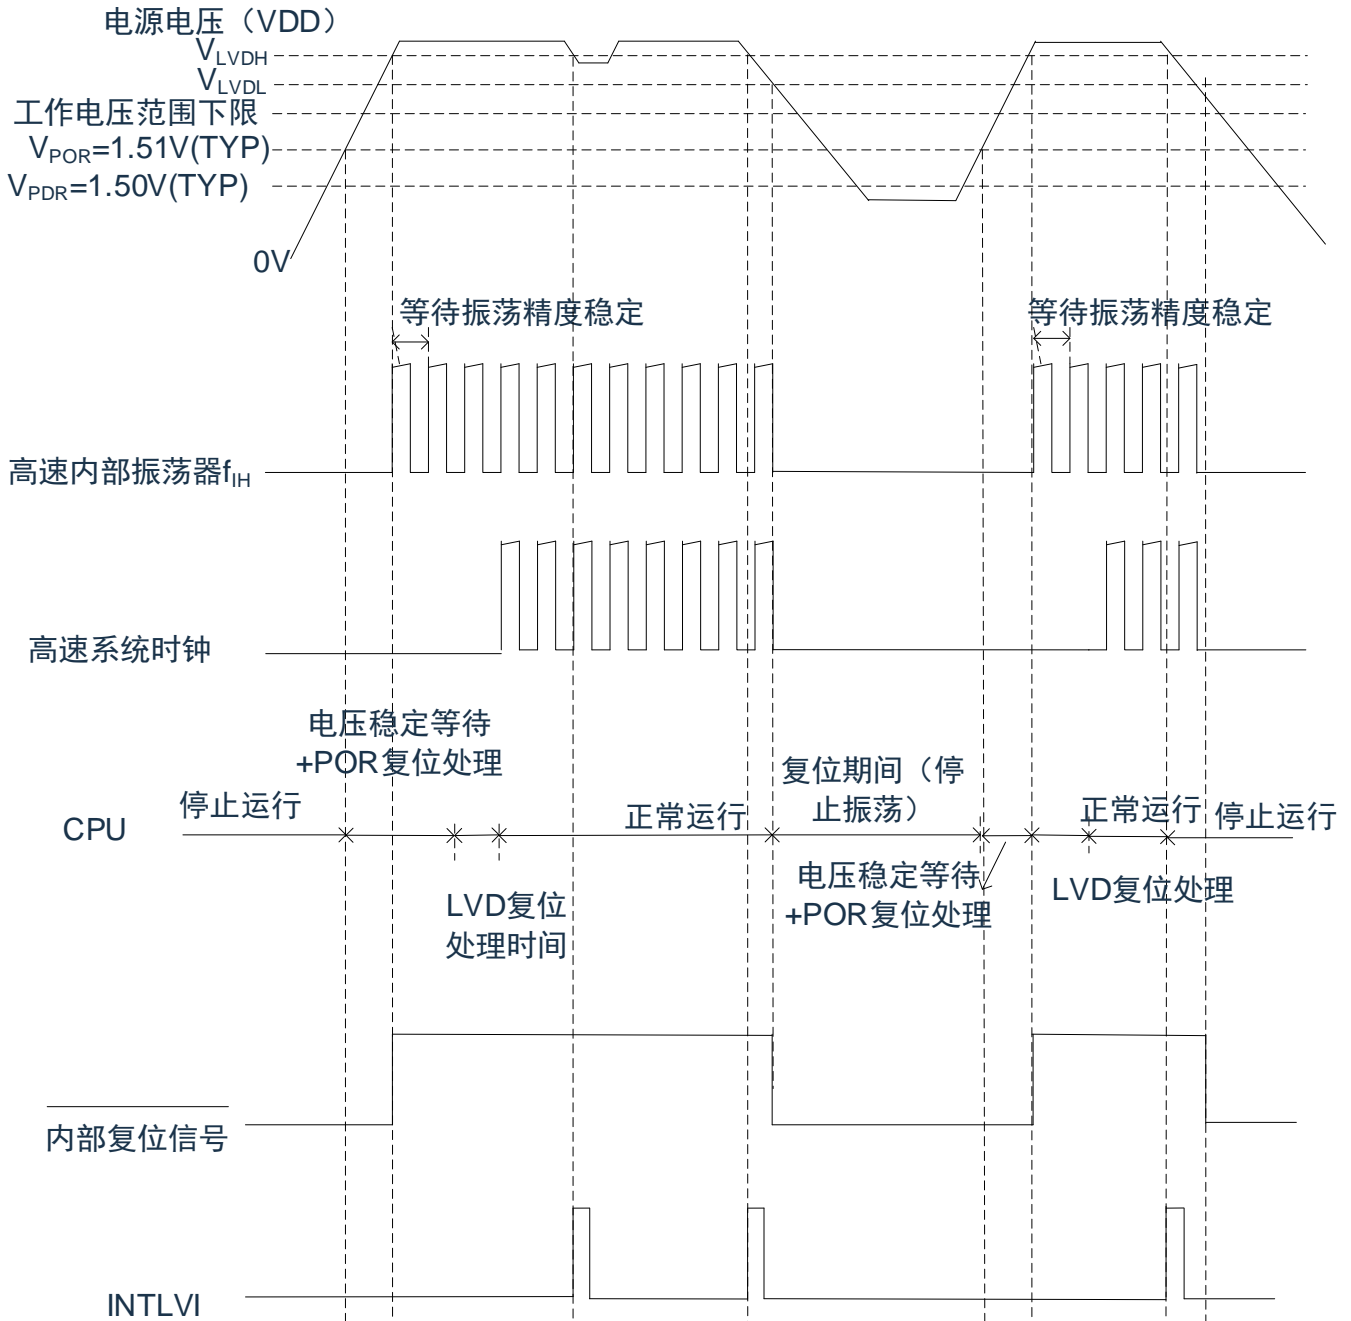 电源电压（VDD）
VLVDH
VLVDL
工作电压范围下限
VPOR=1.51V(TYP)
VPDR=1.50V(TYP)
0V
等待振荡精度稳定
等待振荡精度稳定
高速内部振荡器fIH
高速系统时钟
电压稳定等待
+POR复位处理
复位期间（停
止振荡）
停止运行
正常运行
正常运行
停止运行
CPU
LVD复位
处理时间
电压稳定等待
+POR复位处理
LVD复位处理
内部复位信号
INTLVI